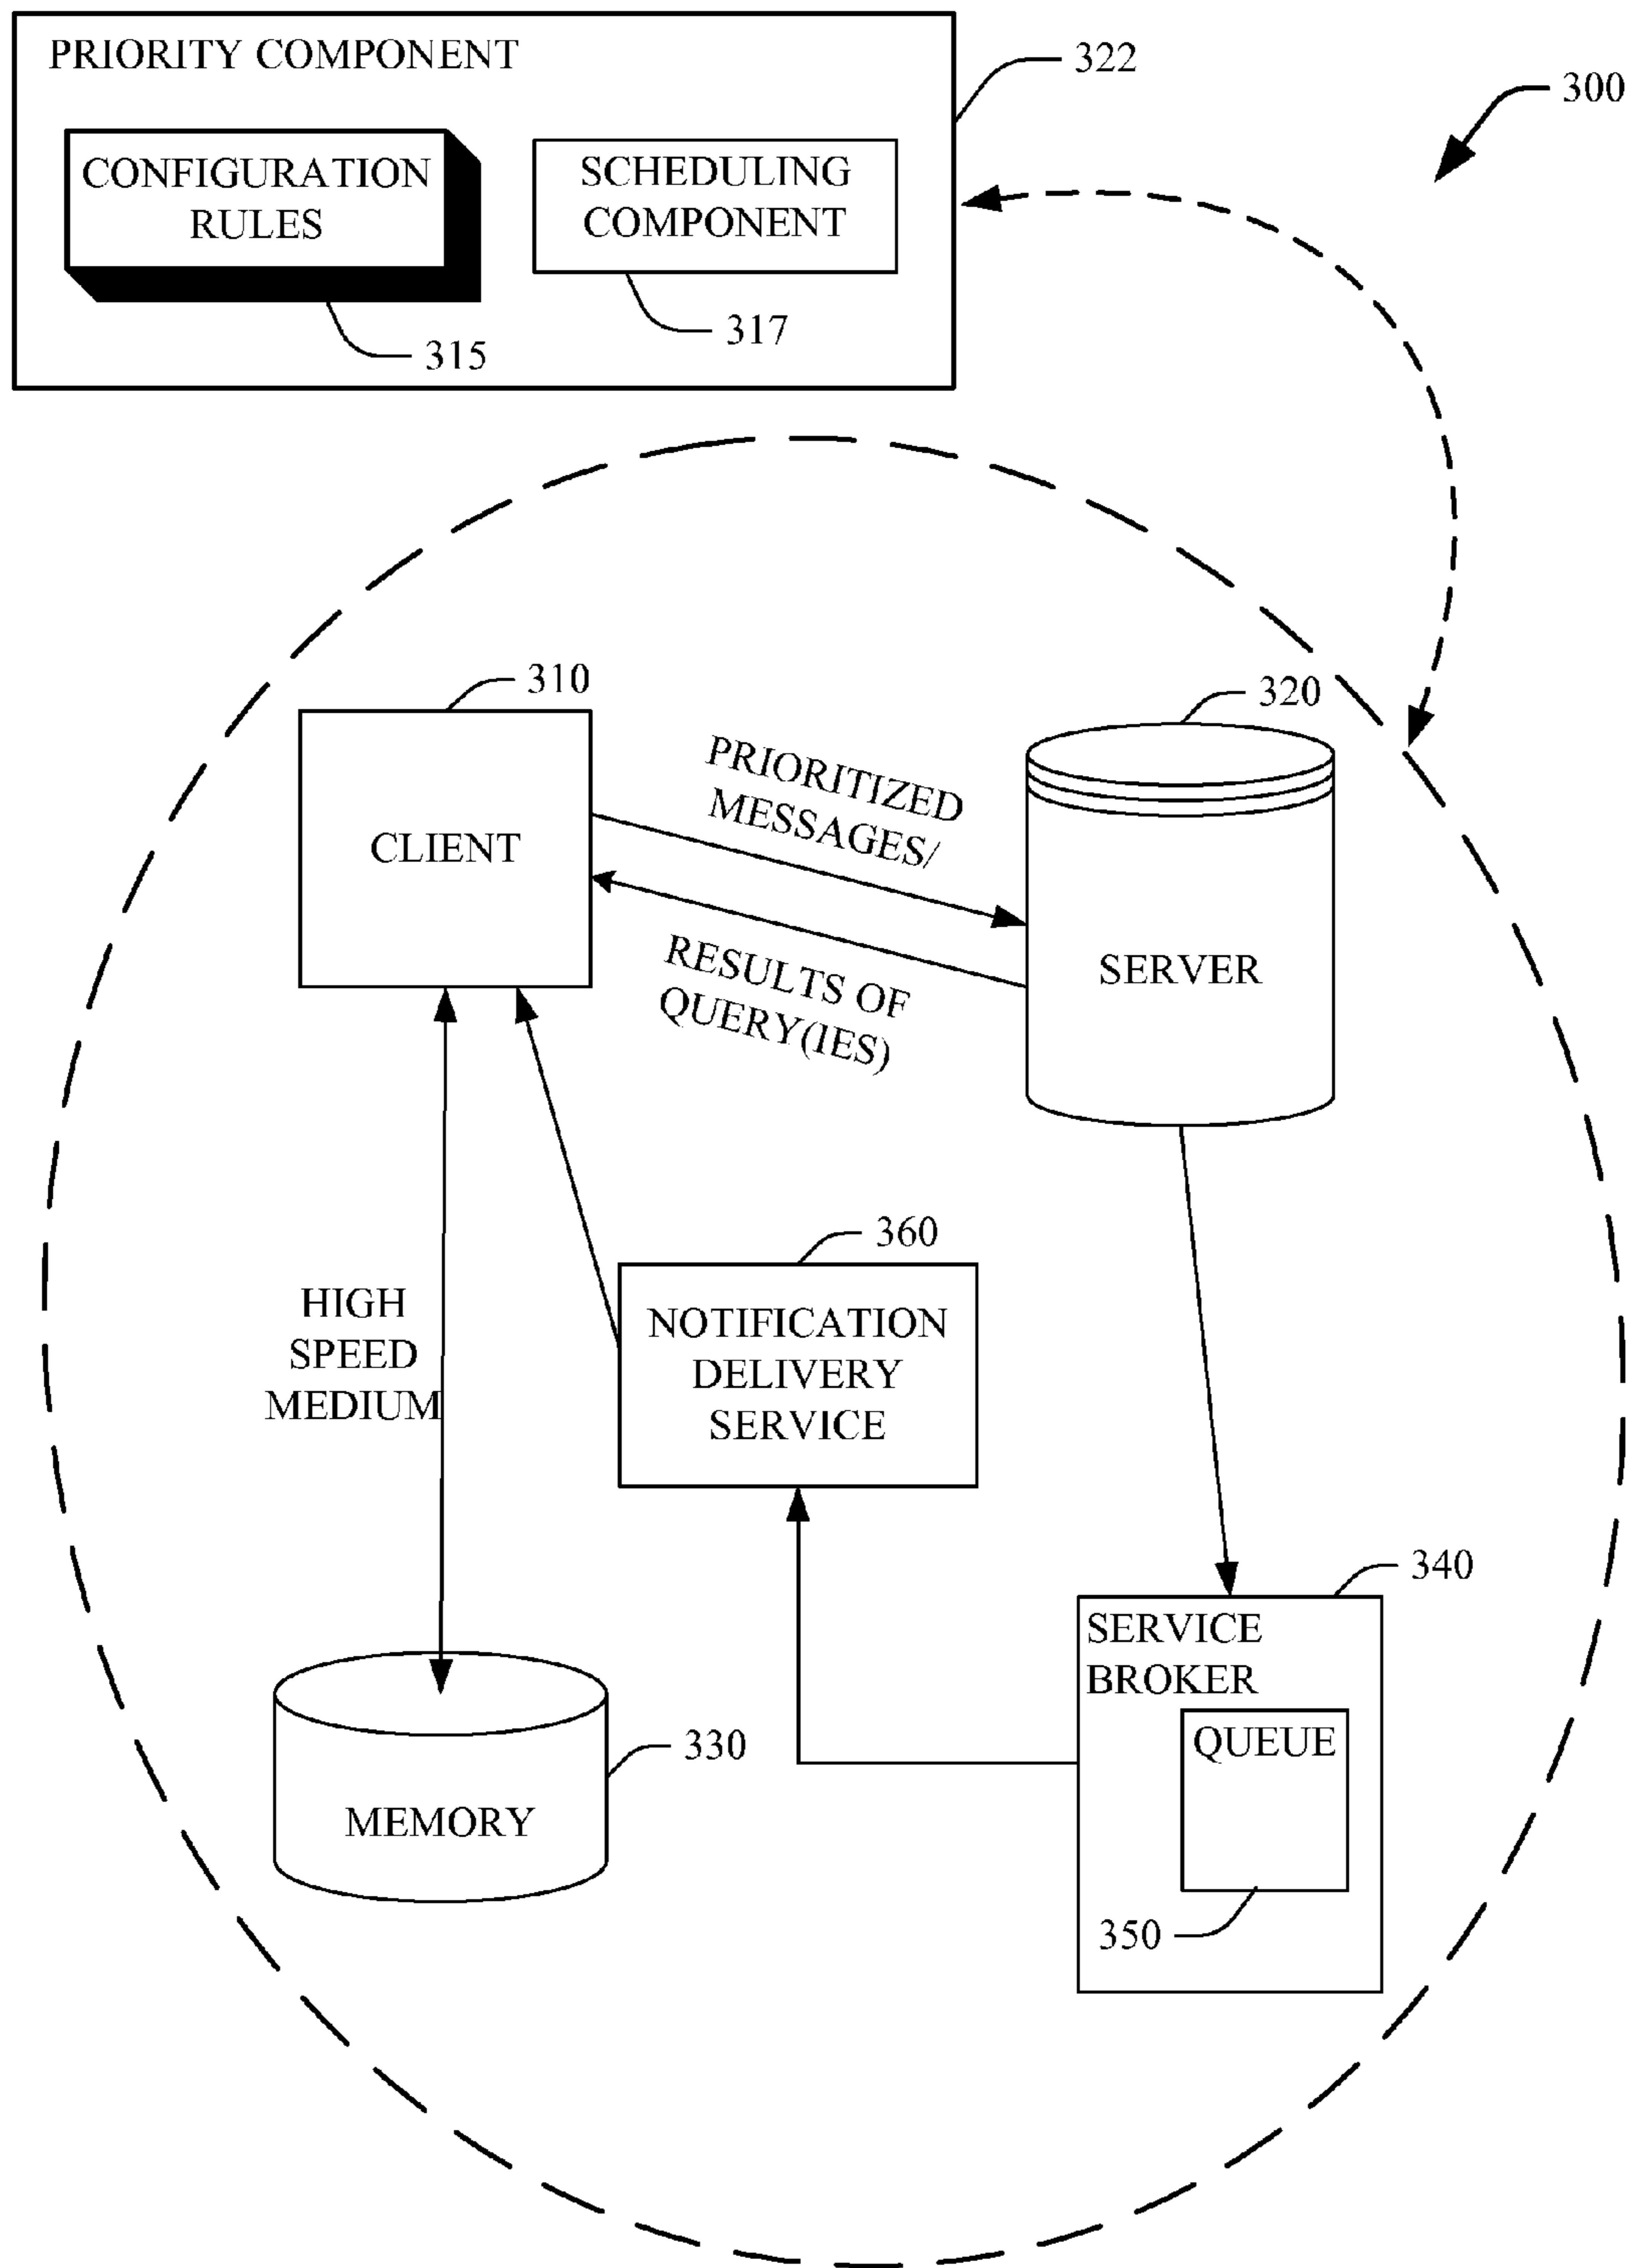 PRIORITY COMPONENT
322
300
CONFIGURATION
RULES
SCHEDULING
COMPONENT
315
317
310
320
PRIORITIZED
MESSAGES/
CLIENT
SERVER
RESULTS OF
QUERY(IES)
360
HIGH
SPEED
MEDIUM
NOTIFICATION
DELIVERY
SERVICE
340
SERVICE
BROKER
QUEUE
330
MEMORY
350